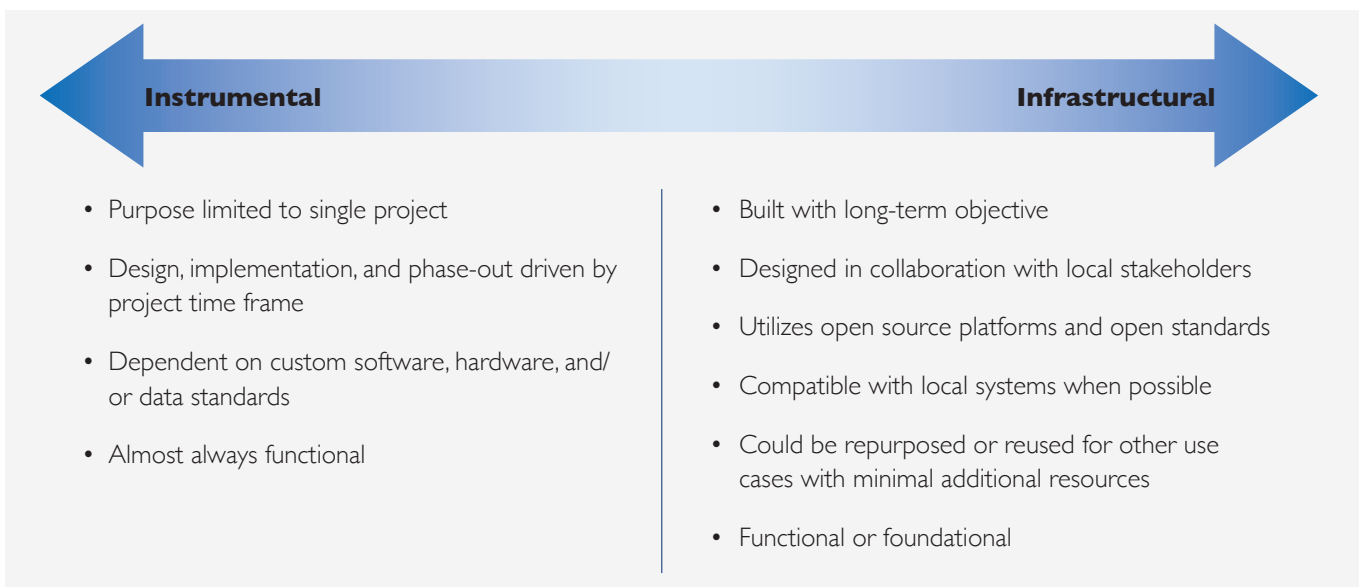 Instrumental
Infrastructural
• Purpose limited to single project
• Design, implementation, and phase-out driven by
project time frame
• Dependent on custom software, hardware, and/
or data standards
• Almost always functional
• Built with long-term objective
• Designed in collaboration with local stakeholders
• Utilizes open source platforms and open standards
• Compatible with local systems when possible
• Could be repurposed or reused for other use
cases with minimal additional resources
• Functional or foundational